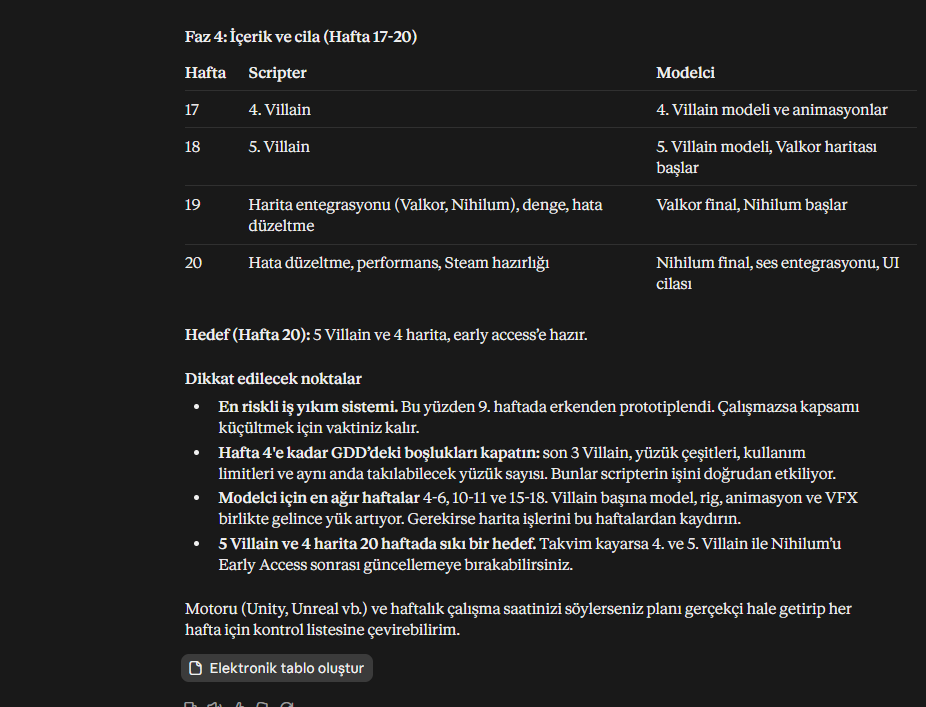 Faz 4: İçerik ve cila (Hafta 17-20)
Hafta Scripter Modelci
17 4. Villain 4. Villain modeli ve animasyonlar
18 5. Villain 5. Villain modeli, Valkor haritası
başlar
19 Harita entegrasyonu (Valkor, Nihilum), denge, hata Valkor final, Nihilum başlar
düzeltme
20 Hata düzeltme, performans, Steam hazırlığı Nihilum final, ses entegrasyonu, UI
cilası
Hedef (Hafta 20): 5 Villain ve 4 harita, early access’e hazır.
Dikkat edilecek noktalar
• En riskli iş yıkım sistemi. Bu yüzden 9. haftada erkenden prototiplendi. Çalışmazsa kapsamı
küçültmek için vaktiniz kalır.
• Hafta 4'e kadar GDD’deki boşlukları kapatın: son 3 Villain, yüzük çeşitleri, kullanım
limitleri ve aynı anda takılabilecek yüzük sayısı. Bunlar scripterin işini doğrudan etkiliyor.
• Modelci için en ağır haftalar 4-6, 10-11 ve 15-18. Villain başına model, rig, animasyon ve VFX
birlikte gelince yük artıyor. Gerekirse harita işlerini bu haftalardan kaydırın.
• 5 Villain ve 4 harita 20 haftada sıkı bir hedef. Takvim kayarsa 4. ve 5. Villain ile Nihilum’u
Early Access sonrası güncellemeye bırakabilirsiniz.
Motoru (Unity, Unreal vb.) ve haftalık çalışma saatinizi söylerseniz planı gerçekçi hale getirip her
hafta için kontrol listesine çevirebilirim.
Elektronik tablo oluştur